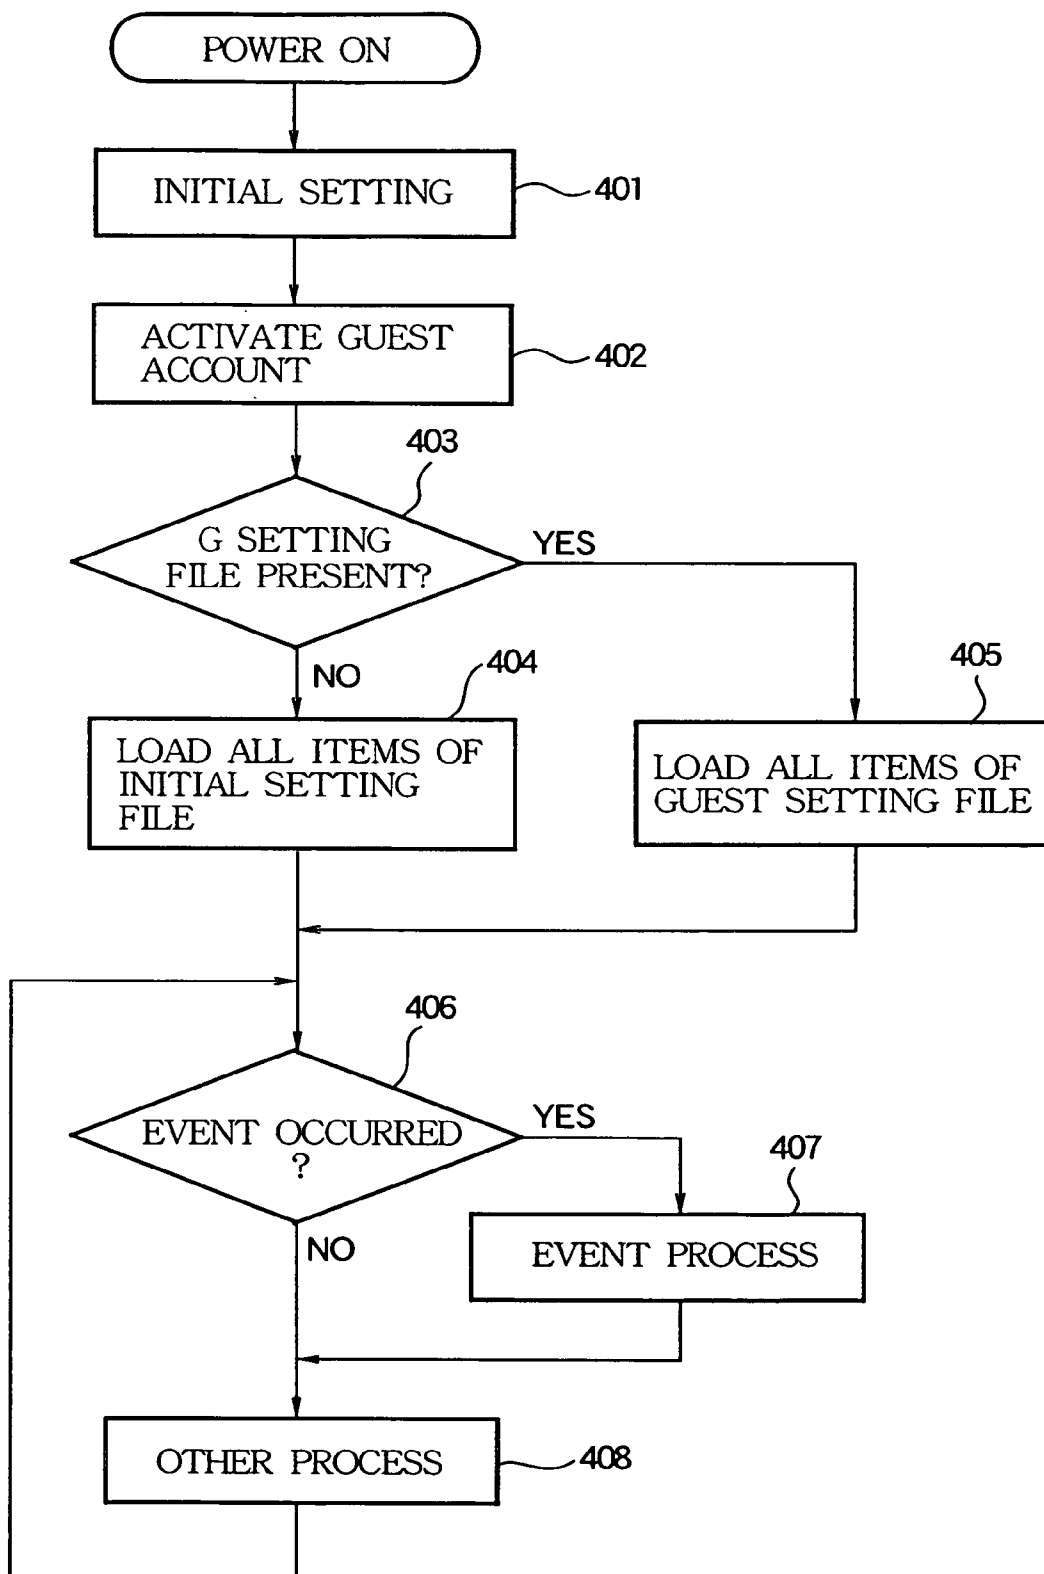 POWER ON
INITIAL SETTING
401
ACTIVATE GUEST
ACCOUNT
402
403
G SETTING
FILE PRESENT?
YES
NO
404
LOAD ALL ITEMS OF
INITIAL SETTING
FILE
405
LOAD ALL ITEMS OF
GUEST SETTING FILE
406
EVENT OCCURRED
?
YES
NO
407
EVENT PROCESS
OTHER PROCESS
408